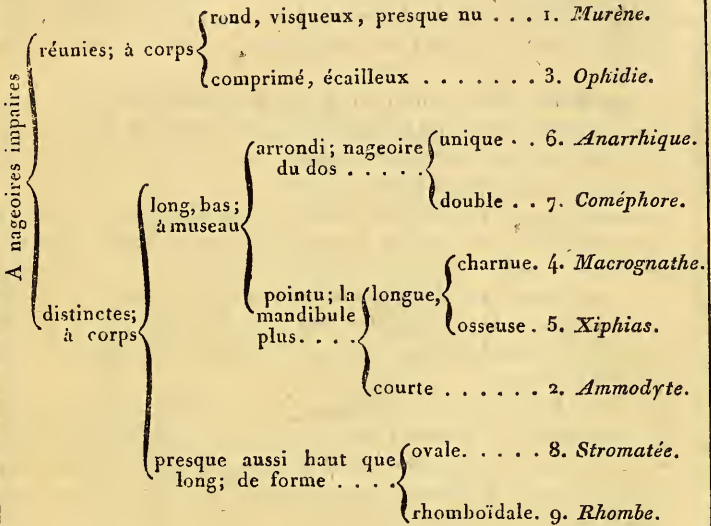 A nageoires impaires
réunies; à corps
rond, visqueux, presque nu . . . 1. Murène.
comprimé, écailleux . . . . . . . 3. Ophidie.
distinctes;
à corps
long, bas;
à museau
arrondi; nageoire
du dos . . . . .
unique . . 6. Anarrhique.
double . . 7. Coméphore.
pointu; la
mandibule
plus. . . .
longue,
charnue. 4. Macrognathe.
osseuse . 5. Xiphias.
courte . . . . . . 2. Ammodyte.
presque aussi haut que
long; de forme . . . .
ovale. . . . . 8. Stromatée.
rhomboïdale. 9. Rhombe.